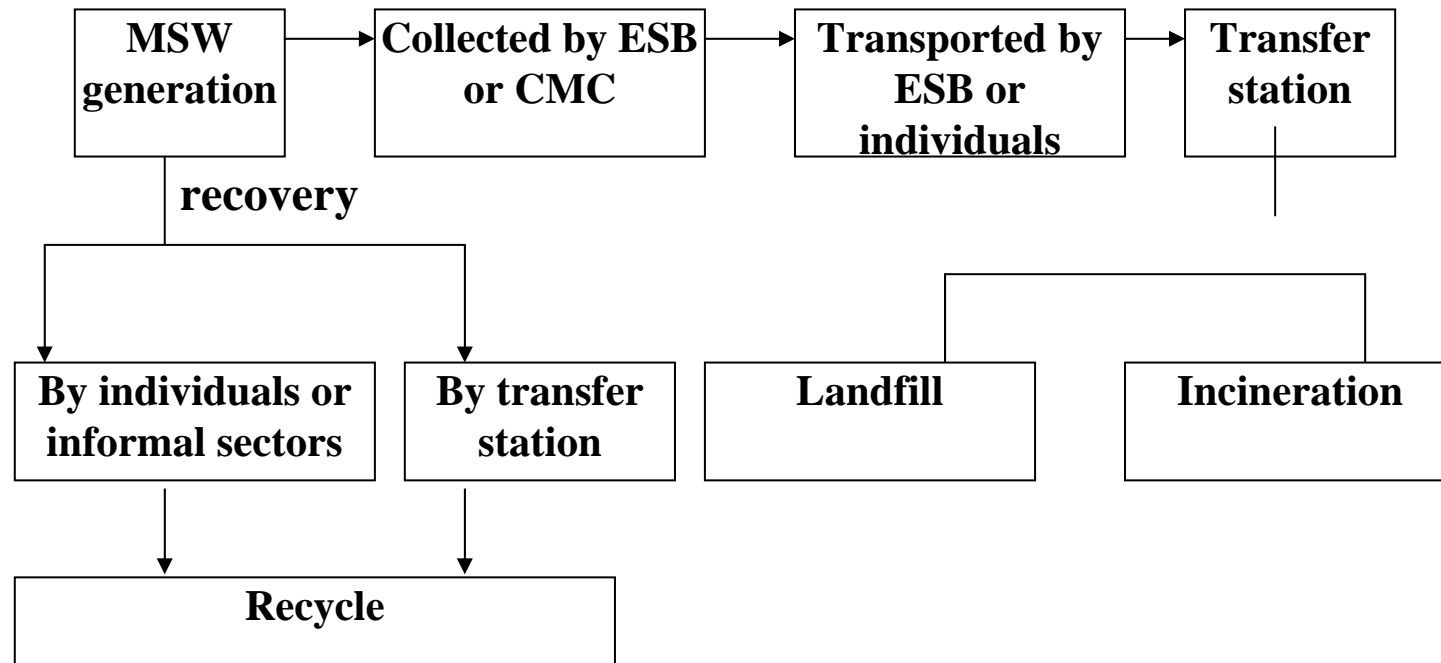 MSW
generation
Collected by ESB
or CMC
Transported by
ESB or
individuals
Transfer
station
recovery
By individuals or
informal sectors
By transfer
station
Landfill
Incineration
Recycle